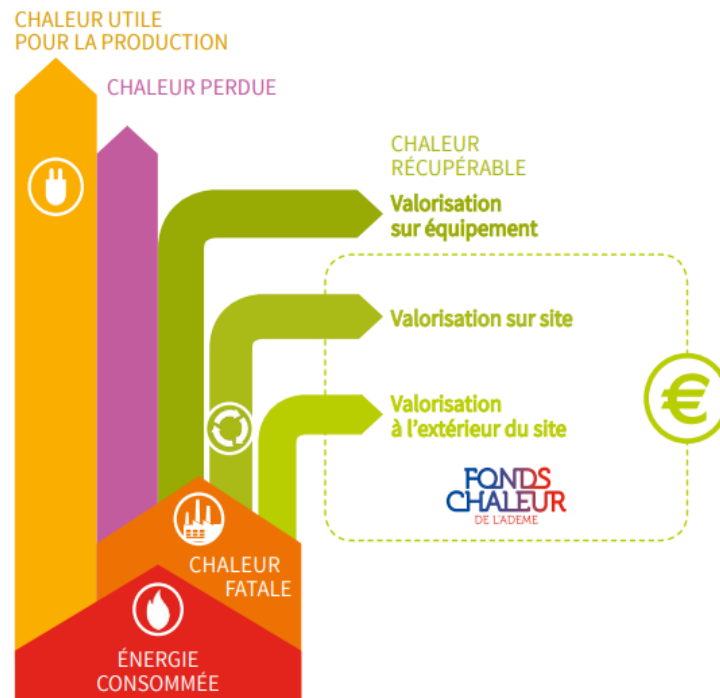 CHALEUR UTILE
POUR LA PRODUCTION
CHALEUR PERDUE
CHALEUR
RÉCUPÉRABLE
Valorisation
sur équipement
Valorisation sur site
Valorisation
à l'extérieur du site
€
FONDS
CHALEUR
DE L'ADEME
CHALEUR
FATALE
ÉNERGIE
CONSOMMÉE